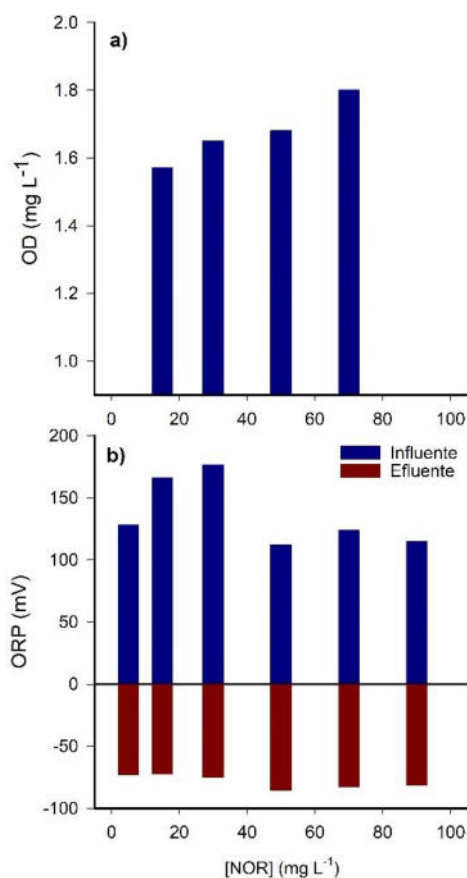 2.0
a)
1.8
1.6
1.4
1.2
1.0
OD (mg L⁻¹)
0 20 40 60 80 100
200
b)
Influente
Efluente
150
100
50
0
-50
-100
ORP (mV)
0 20 40 60 80 100
[NOR] (mg L⁻¹)